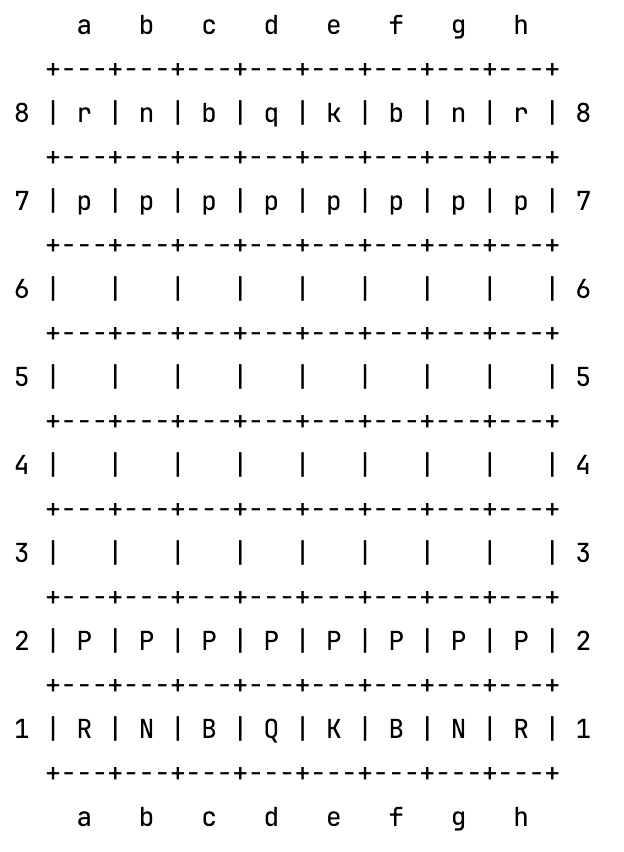 a   b   c   d   e   f   g   h
  +---+---+---+---+---+---+---+---+
8 | r | n | b | q | k | b | n | r | 8
  +---+---+---+---+---+---+---+---+
7 | p | p | p | p | p | p | p | p | 7
  +---+---+---+---+---+---+---+---+
6 |   |   |   |   |   |   |   |   | 6
  +---+---+---+---+---+---+---+---+
5 |   |   |   |   |   |   |   |   | 5
  +---+---+---+---+---+---+---+---+
4 |   |   |   |   |   |   |   |   | 4
  +---+---+---+---+---+---+---+---+
3 |   |   |   |   |   |   |   |   | 3
  +---+---+---+---+---+---+---+---+
2 | P | P | P | P | P | P | P | P | 2
  +---+---+---+---+---+---+---+---+
1 | R | N | B | Q | K | B | N | R | 1
  +---+---+---+---+---+---+---+---+
    a   b   c   d   e   f   g   h